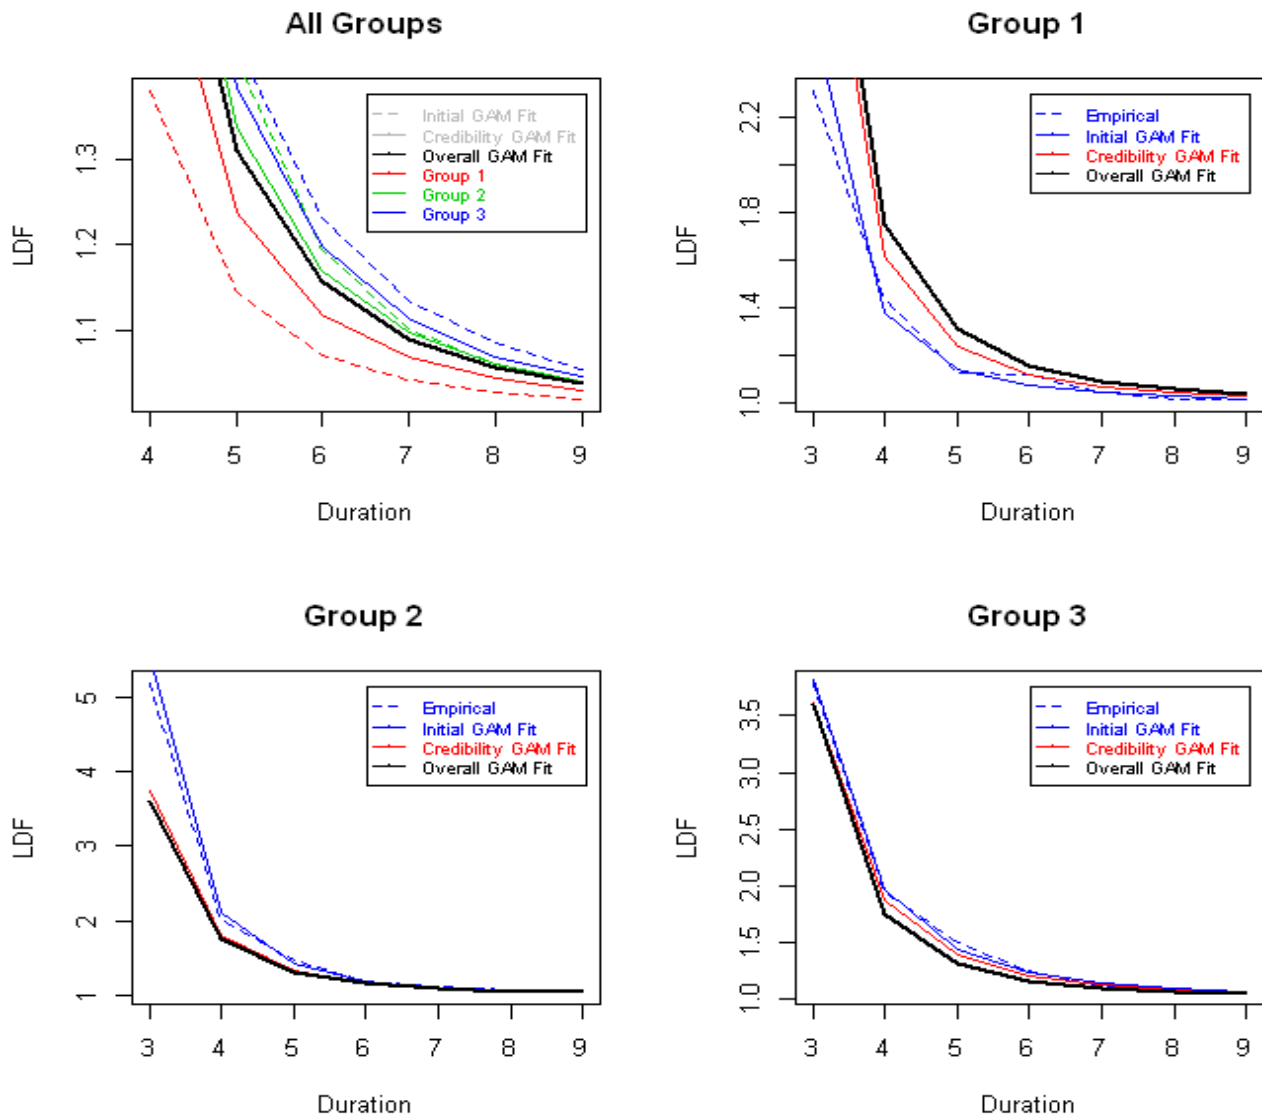 All Groups
LDF
1.1 1.2 1.3
Initial GAM Fit
Credibility GAM Fit
Overall GAM Fit
Group 1
Group 2
Group 3
4 5 6 7 8 9
Duration
Group 1
LDF
1.0 1.4 1.8 2.2
Empirical
Initial GAM Fit
Credibility GAM Fit
Overall GAM Fit
3 4 5 6 7 8 9
Duration
Group 2
LDF
1 2 3 4 5
Empirical
Initial GAM Fit
Credibility GAM Fit
Overall GAM Fit
3 4 5 6 7 8 9
Duration
Group 3
LDF
1.0 1.5 2.0 2.5 3.0 3.5
Empirical
Initial GAM Fit
Credibility GAM Fit
Overall GAM Fit
3 4 5 6 7 8 9
Duration